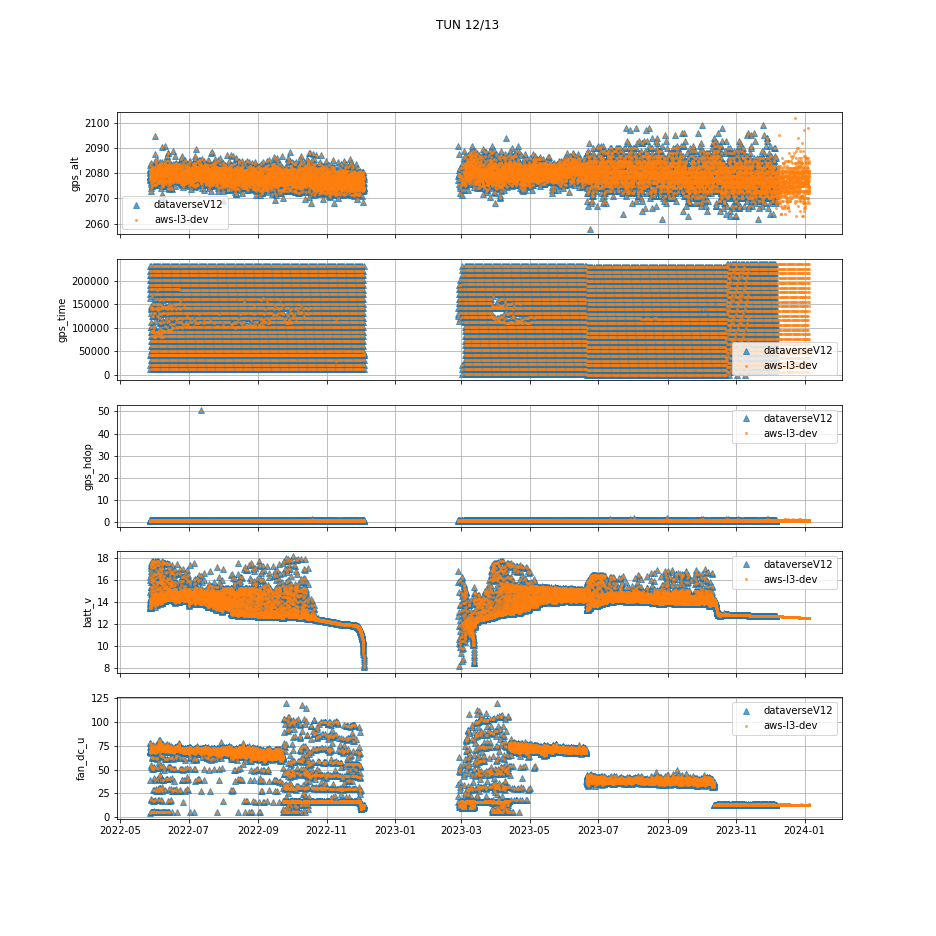 TUN 12/13
2100
2090
2080
2070
2060
gps_alt
dataverseV12
aws-l3-dev
200000
150000
100000
50000
0
gps_time
dataverseV12
aws-l3-dev
50
40
30
20
10
0
gps_hdop
dataverseV12
aws-l3-dev
18
16
14
12
10
8
batt_v
dataverseV12
aws-l3-dev
125
100
75
50
25
0
fan_dc_u
dataverseV12
aws-l3-dev
2022-05 2022-07 2022-09 2022-11 2023-01 2023-03 2023-05 2023-07 2023-09 2023-11 2024-01